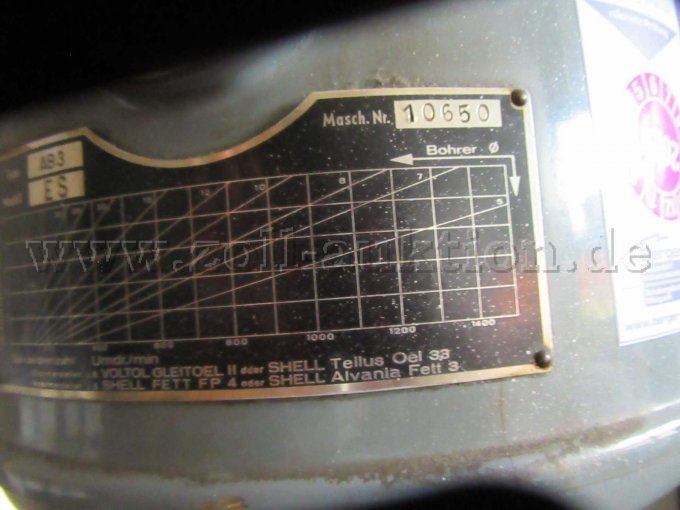 Masch. Nr. 10650
Type AB3
ES
Bohrer Ø
12 10 8 7 5
600 800 1000 1200 1400
Umdr/min
VOLTOL GLEITOEL II oder SHELL Tellus Oel 33
SHELL FETT FP 4 oder SHELL Alvania Fett 3
www.zoll-auktion.de